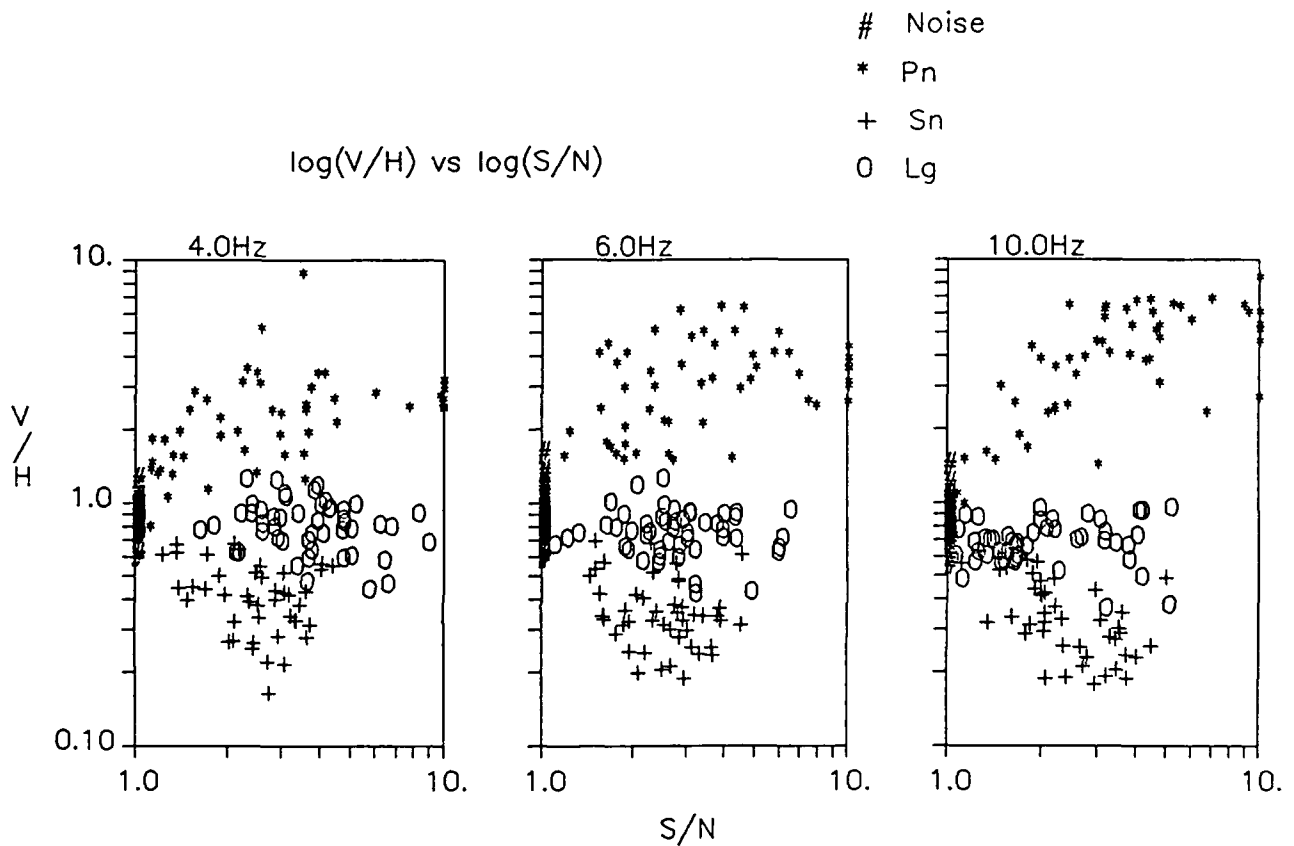 # Noise
* Pn
+ Sn
O Lg
log(V/H) vs log(S/N)
4.0Hz
6.0Hz
10.0Hz
10.
1.0
0.10
V
/
H
1.0
10.
1.0
10.
1.0
10.
S/N